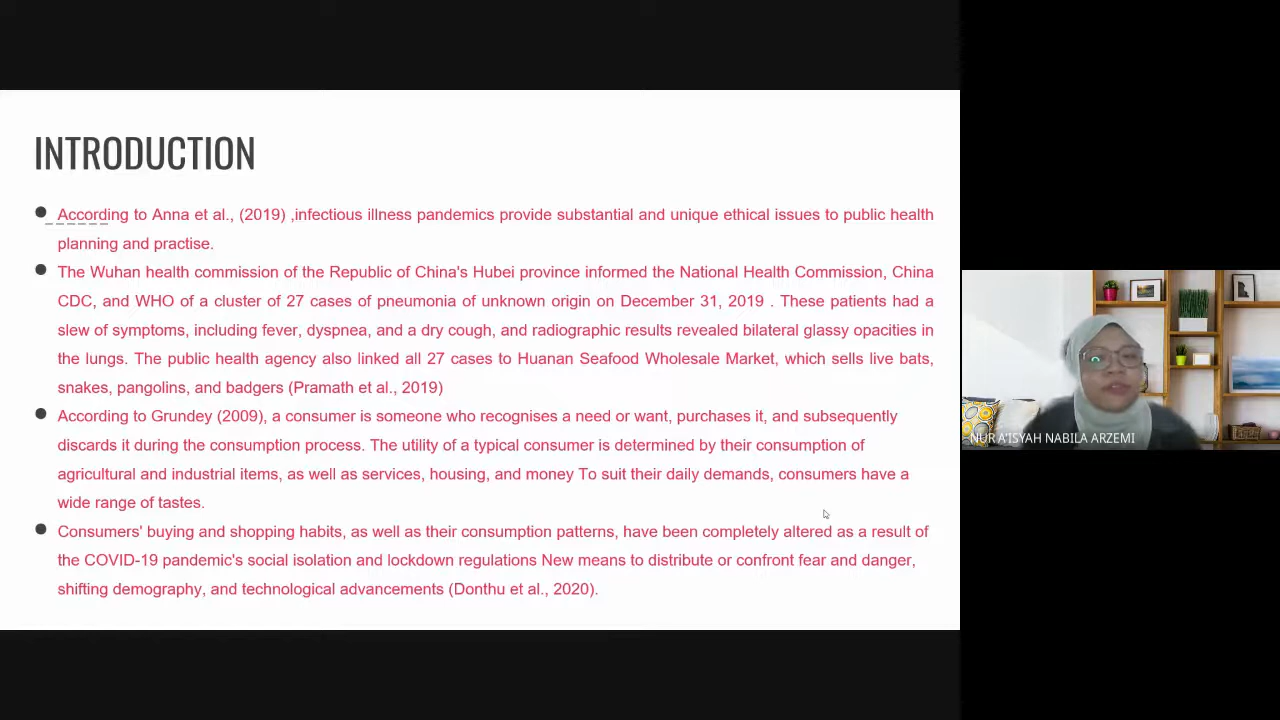 INTRODUCTION
According to Anna et al., (2019) ,infectious illness pandemics provide substantial and unique ethical issues to public health
planning and practise.
The Wuhan health commission of the Republic of China's Hubei province informed the National Health Commission, China
CDC, and WHO of a cluster of 27 cases of pneumonia of unknown origin on December 31, 2019 . These patients had a
slew of symptoms, including fever, dyspnea, and a dry cough, and radiographic results revealed bilateral glassy opacities in
the lungs. The public health agency also linked all 27 cases to Huanan Seafood Wholesale Market, which sells live bats,
snakes, pangolins, and badgers (Pramath et al., 2019)
According to Grundey (2009), a consumer is someone who recognises a need or want, purchases it, and subsequently
discards it during the consumption process. The utility of a typical consumer is determined by their consumption of
agricultural and industrial items, as well as services, housing, and money To suit their daily demands, consumers have a
wide range of tastes.
Consumers' buying and shopping habits, as well as their consumption patterns, have been completely altered as a result of
the COVID-19 pandemic's social isolation and lockdown regulations New means to distribute or confront fear and danger,
shifting demography, and technological advancements (Donthu et al., 2020).
NUR A'ISYAH NABILA ARZEMI